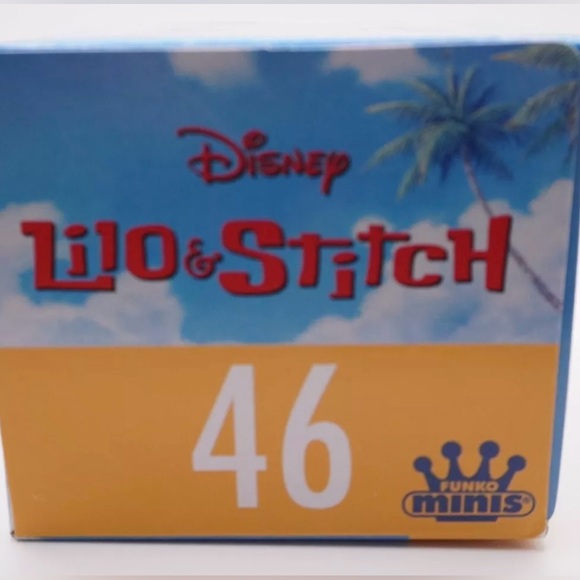 Disney
Lilo & Stitch
46
FUNKO
minis®